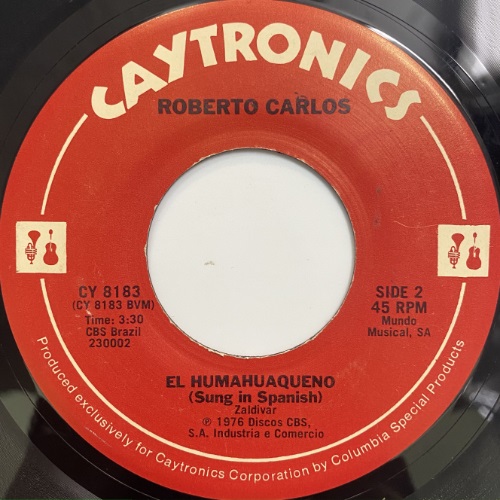 CAYTRONICS
ROBERTO CARLOS
CY 8183
(CY 8183 BVM)
Time: 3:30
CBS Brazil
230002
SIDE 2
45 RPM
Mundo
Musical, SA
EL HUMAHUAQUENO
(Sung in Spanish)
Zaldivar
℗ 1976 Discos CBS,
S.A. Industria e Comercio
Produced exclusively for Caytronics Corporation by Columbia Special Products